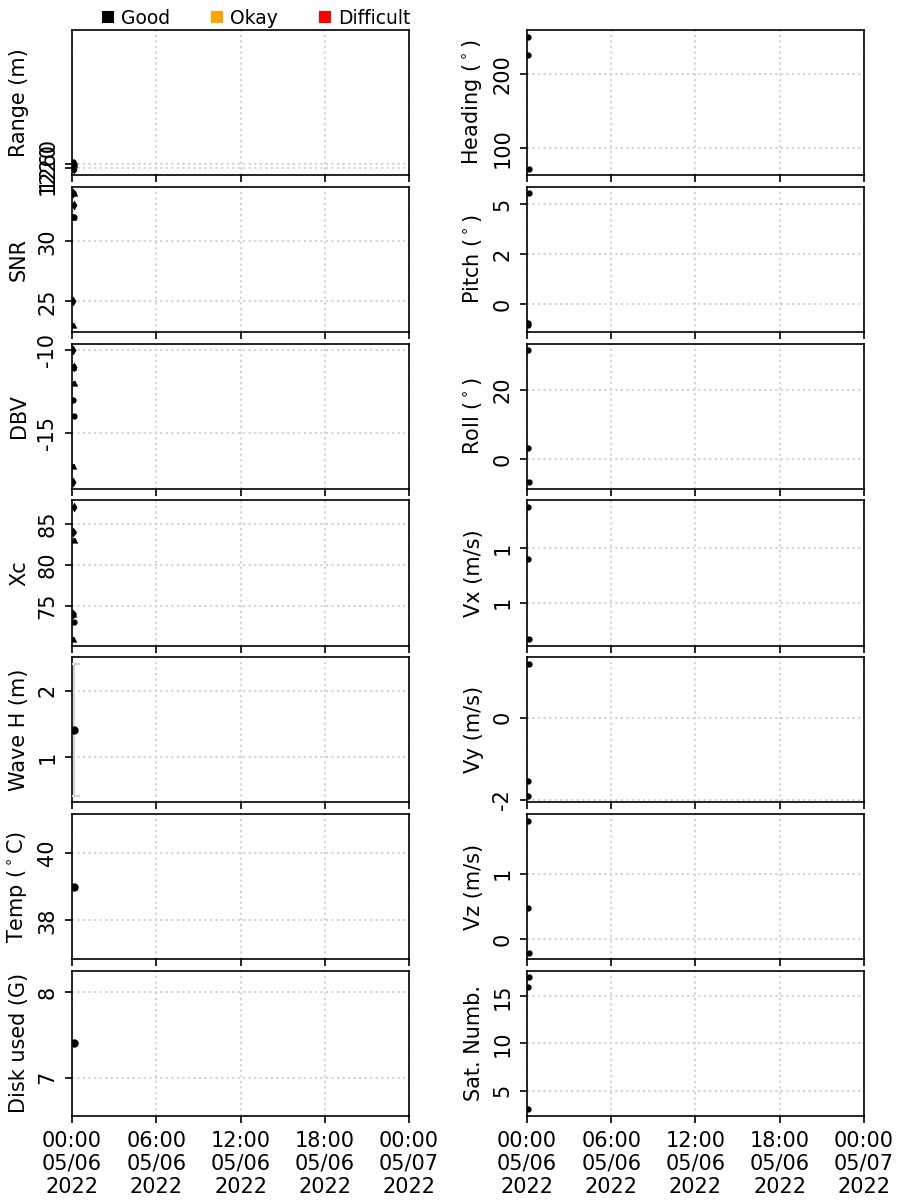 Good Okay Difficult
Range (m)
Heading (°)
200
100
SNR
30
25
Pitch (°)
5
2
0
DBV
-10
-15
Roll (°)
20
0
Xc
85
80
75
Vx (m/s)
1
1
Wave H (m)
2
1
Vy (m/s)
0
-2
Temp (°C)
40
38
Vz (m/s)
1
0
Disk used (G)
8
7
Sat. Numb.
15
10
5
00:00 06:00 12:00 18:00 00:00
05/06 05/06 05/06 05/06 05/07
2022 2022 2022 2022 2022
00:00 06:00 12:00 18:00 00:00
05/06 05/06 05/06 05/06 05/07
2022 2022 2022 2022 2022